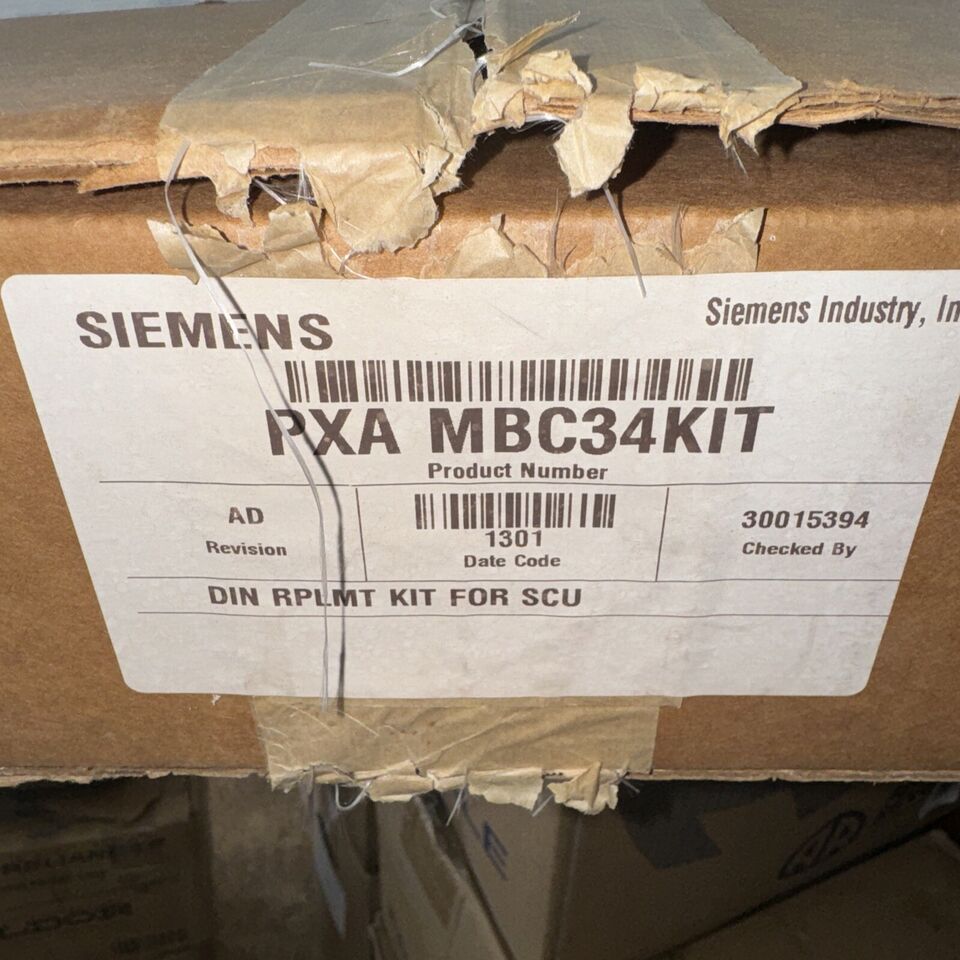 SIEMENS
Siemens Industry, In
PXA MBC34KIT
Product Number
AD
Revision
1301
Date Code
30015394
Checked By
DIN RPLMT KIT FOR SCU